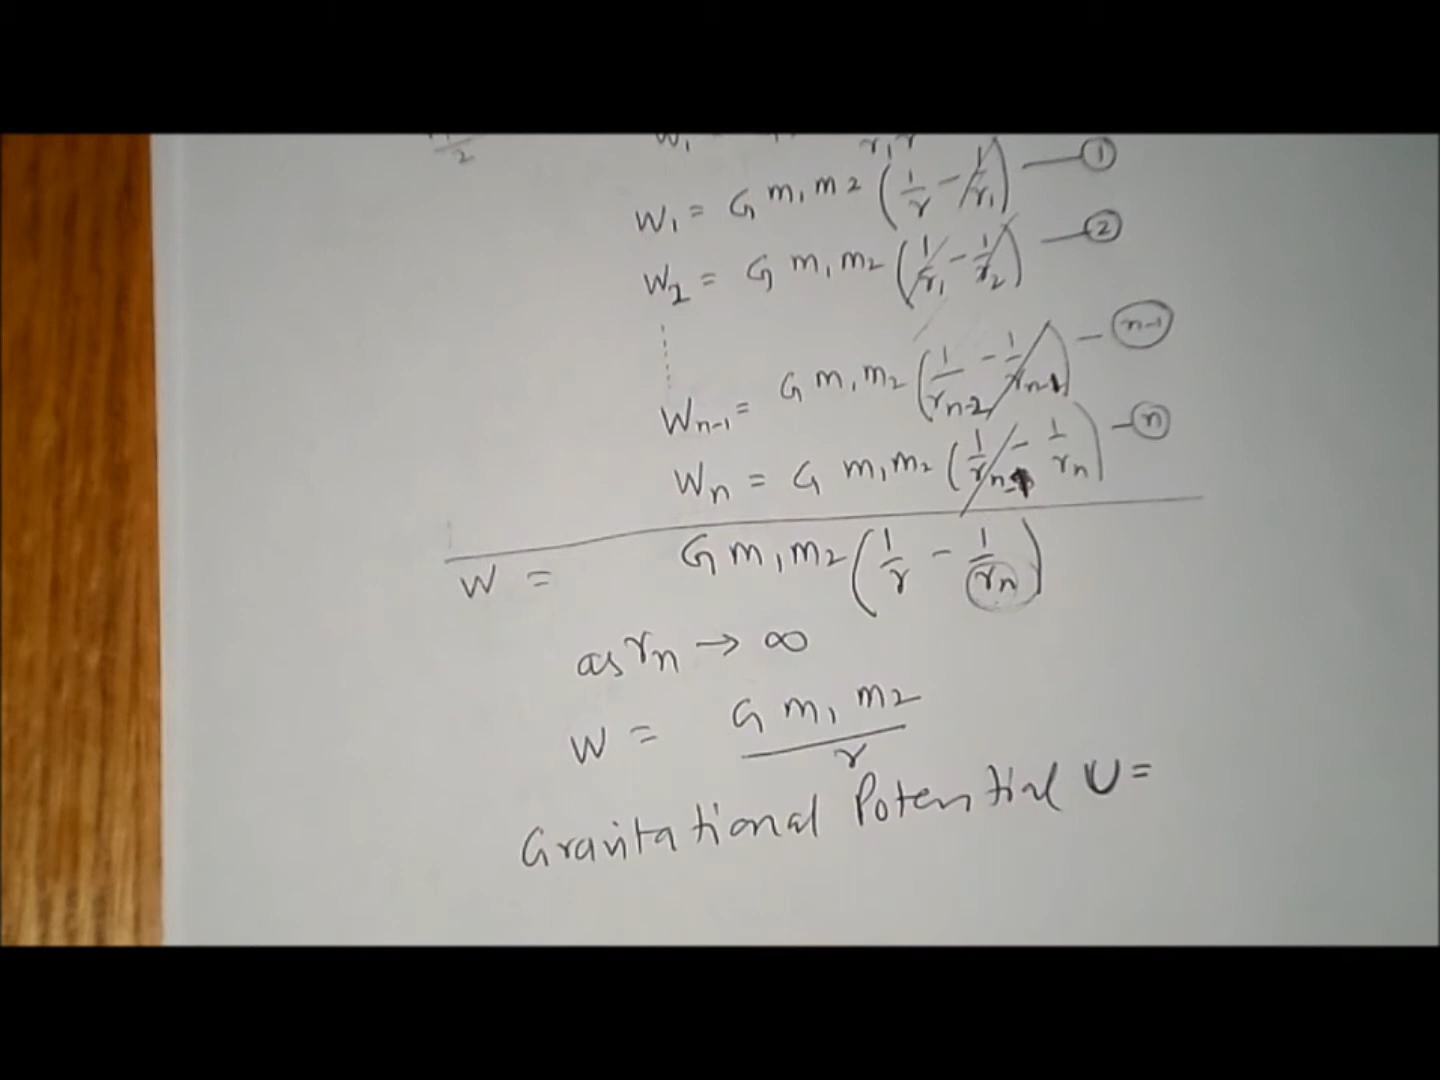 W₁ = G m₁ m₂ (1/r - 1/r₁) — ①
W₂ = G m₁ m₂ (1/r₁ - 1/r₂) — ②
Wn-1 = G m₁ m₂ (1/rn-2 - 1/rn-1) — (n-1)
Wn = G m₁ m₂ (1/rn-1 - 1/rn) — (n)
W = G m₁ m₂ (1/r - 1/rn)
as rn → ∞
W = G m₁ m₂ / r
Gravitational Potential U =